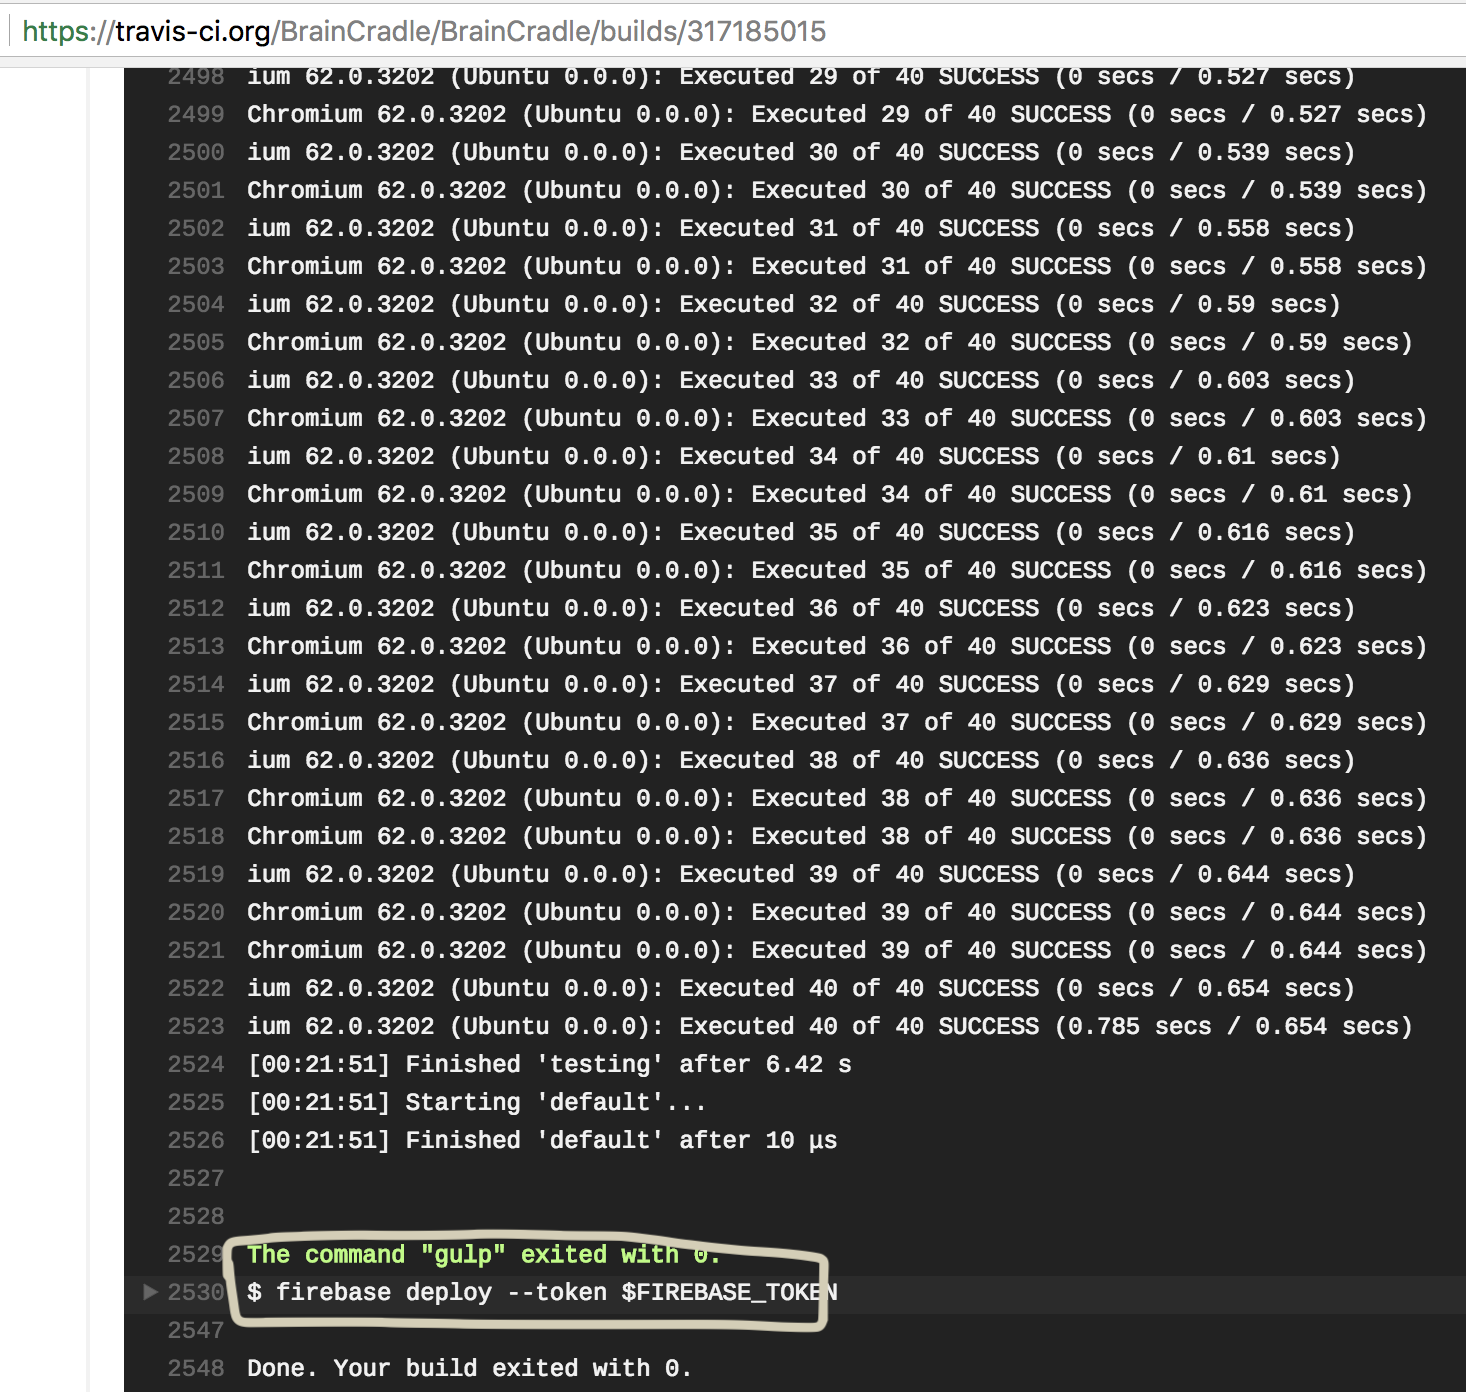 https://travis-ci.org/BrainCradle/BrainCradle/builds/317185015
2498 ium 62.0.3202 (Ubuntu 0.0.0): Executed 29 of 40 SUCCESS (0 secs / 0.527 secs)
2499 Chromium 62.0.3202 (Ubuntu 0.0.0): Executed 29 of 40 SUCCESS (0 secs / 0.527 secs)
2500 ium 62.0.3202 (Ubuntu 0.0.0): Executed 30 of 40 SUCCESS (0 secs / 0.539 secs)
2501 Chromium 62.0.3202 (Ubuntu 0.0.0): Executed 30 of 40 SUCCESS (0 secs / 0.539 secs)
2502 ium 62.0.3202 (Ubuntu 0.0.0): Executed 31 of 40 SUCCESS (0 secs / 0.558 secs)
2503 Chromium 62.0.3202 (Ubuntu 0.0.0): Executed 31 of 40 SUCCESS (0 secs / 0.558 secs)
2504 ium 62.0.3202 (Ubuntu 0.0.0): Executed 32 of 40 SUCCESS (0 secs / 0.59 secs)
2505 Chromium 62.0.3202 (Ubuntu 0.0.0): Executed 32 of 40 SUCCESS (0 secs / 0.59 secs)
2506 ium 62.0.3202 (Ubuntu 0.0.0): Executed 33 of 40 SUCCESS (0 secs / 0.603 secs)
2507 Chromium 62.0.3202 (Ubuntu 0.0.0): Executed 33 of 40 SUCCESS (0 secs / 0.603 secs)
2508 ium 62.0.3202 (Ubuntu 0.0.0): Executed 34 of 40 SUCCESS (0 secs / 0.61 secs)
2509 Chromium 62.0.3202 (Ubuntu 0.0.0): Executed 34 of 40 SUCCESS (0 secs / 0.61 secs)
2510 ium 62.0.3202 (Ubuntu 0.0.0): Executed 35 of 40 SUCCESS (0 secs / 0.616 secs)
2511 Chromium 62.0.3202 (Ubuntu 0.0.0): Executed 35 of 40 SUCCESS (0 secs / 0.616 secs)
2512 ium 62.0.3202 (Ubuntu 0.0.0): Executed 36 of 40 SUCCESS (0 secs / 0.623 secs)
2513 Chromium 62.0.3202 (Ubuntu 0.0.0): Executed 36 of 40 SUCCESS (0 secs / 0.623 secs)
2514 ium 62.0.3202 (Ubuntu 0.0.0): Executed 37 of 40 SUCCESS (0 secs / 0.629 secs)
2515 Chromium 62.0.3202 (Ubuntu 0.0.0): Executed 37 of 40 SUCCESS (0 secs / 0.629 secs)
2516 ium 62.0.3202 (Ubuntu 0.0.0): Executed 38 of 40 SUCCESS (0 secs / 0.636 secs)
2517 Chromium 62.0.3202 (Ubuntu 0.0.0): Executed 38 of 40 SUCCESS (0 secs / 0.636 secs)
2518 Chromium 62.0.3202 (Ubuntu 0.0.0): Executed 38 of 40 SUCCESS (0 secs / 0.636 secs)
2519 ium 62.0.3202 (Ubuntu 0.0.0): Executed 39 of 40 SUCCESS (0 secs / 0.644 secs)
2520 Chromium 62.0.3202 (Ubuntu 0.0.0): Executed 39 of 40 SUCCESS (0 secs / 0.644 secs)
2521 Chromium 62.0.3202 (Ubuntu 0.0.0): Executed 39 of 40 SUCCESS (0 secs / 0.644 secs)
2522 ium 62.0.3202 (Ubuntu 0.0.0): Executed 40 of 40 SUCCESS (0 secs / 0.654 secs)
2523 ium 62.0.3202 (Ubuntu 0.0.0): Executed 40 of 40 SUCCESS (0.785 secs / 0.654 secs)
2524 [00:21:51] Finished 'testing' after 6.42 s
2525 [00:21:51] Starting 'default'...
2526 [00:21:51] Finished 'default' after 10 μs
2527
2528
2529 The command "gulp" exited with 0.
2530 $ firebase deploy --token $FIREBASE_TOKEN
2547
2548 Done. Your build exited with 0.